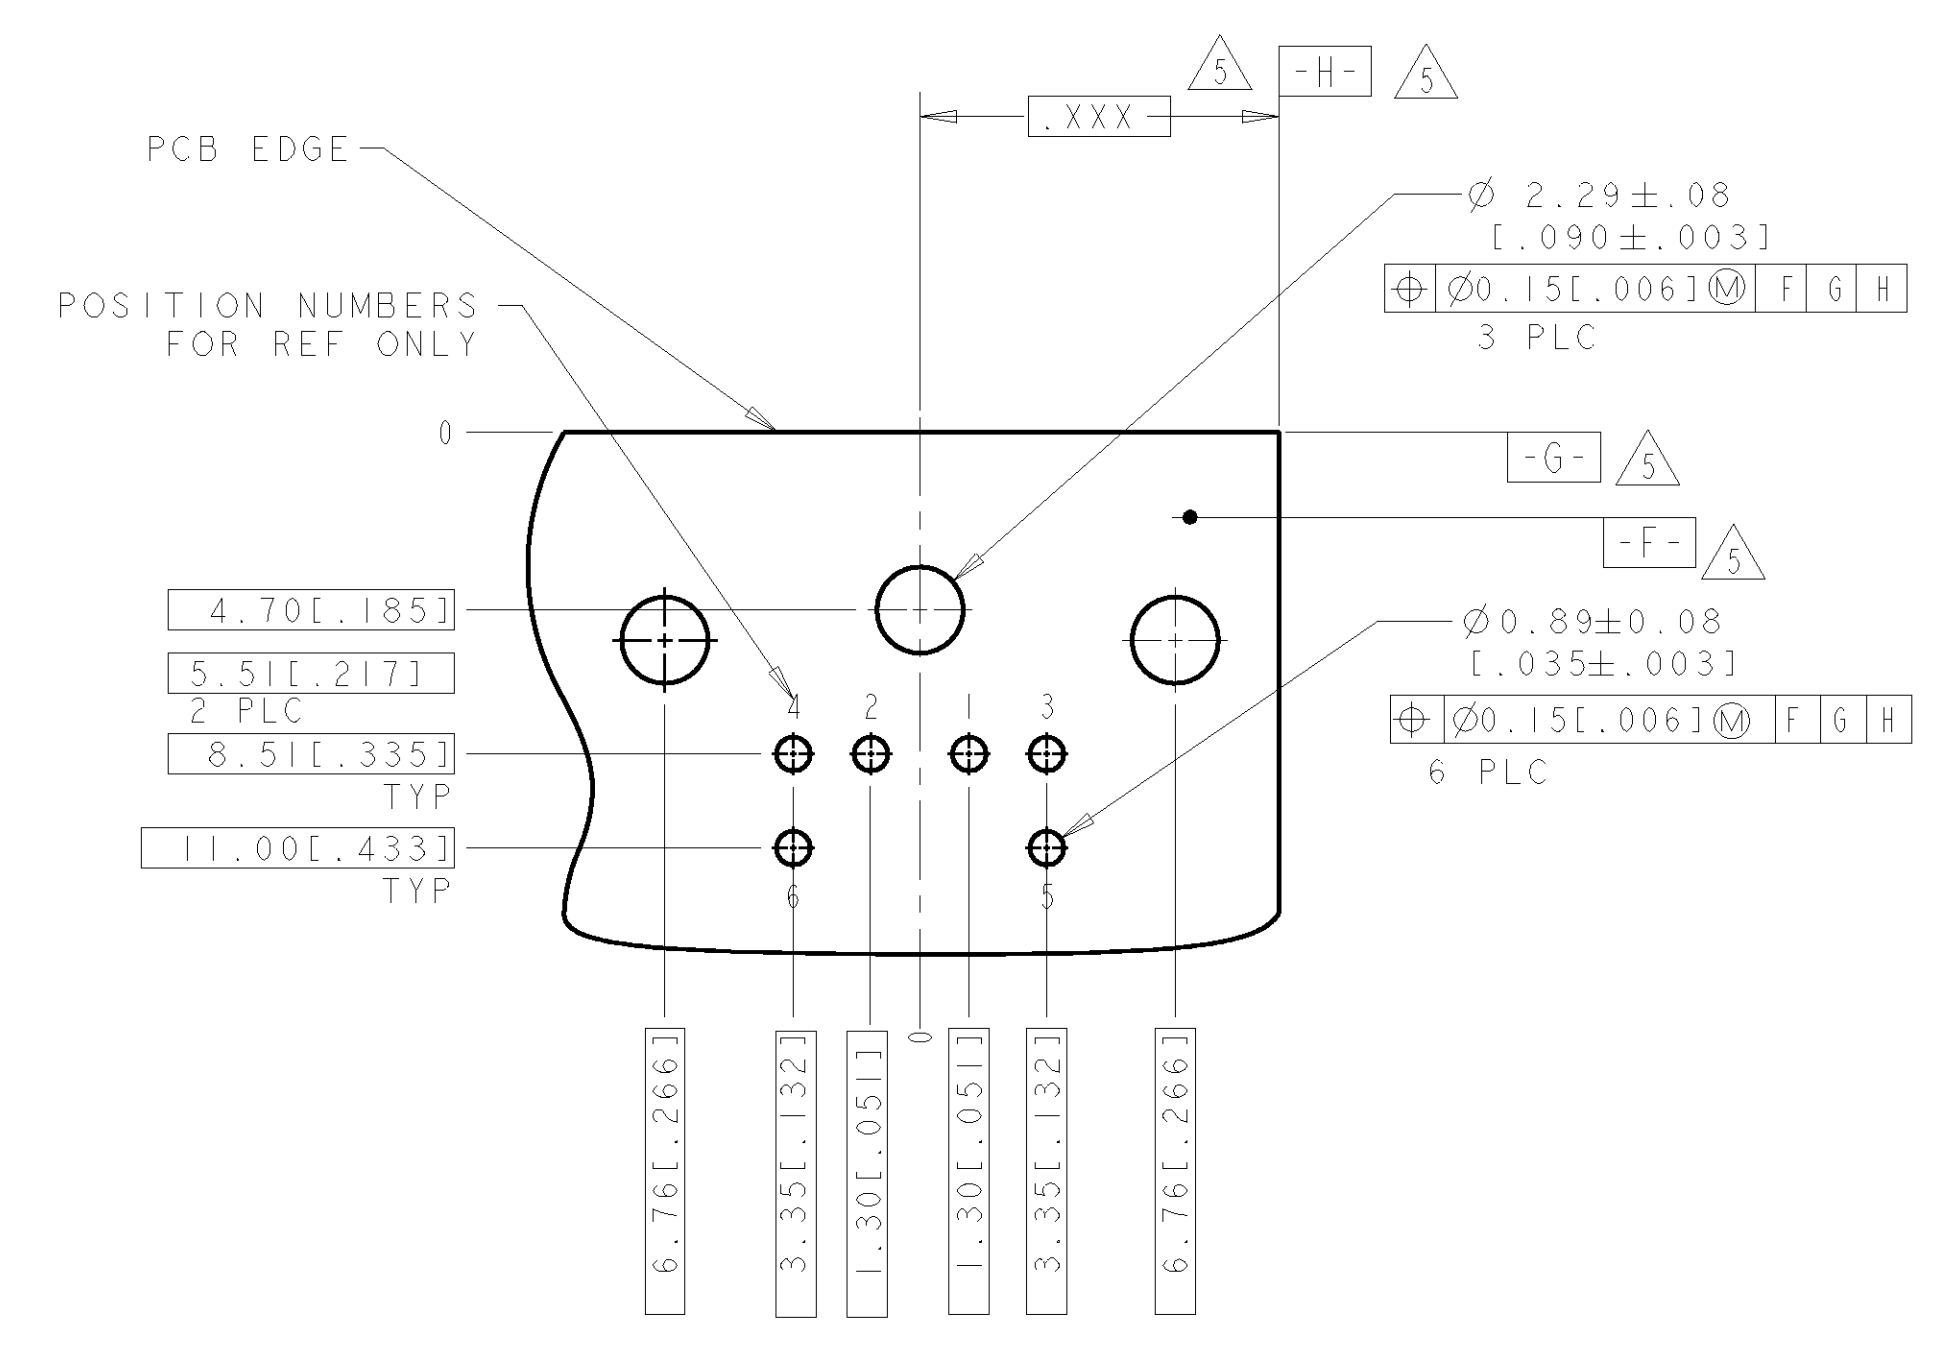 5
-H-
5
.XXX
PCB EDGE
Ø 2.29±.08
[.090±.003]
⌖ Ø0.15[.006]Ⓜ F G H
3 PLC
POSITION NUMBERS
FOR REF ONLY
0
-G-
5
-F-
5
4.70[.185]
5.51[.217]
2 PLC
8.51[.335]
TYP
11.00[.433]
TYP
Ø0.89±0.08
[.035±.003]
⌖ Ø0.15[.006]Ⓜ F G H
6 PLC
4 2 1 3
6 5
0
6.76[.266]
3.35[.132]
1.30[.051]
1.30[.051]
3.35[.132]
6.76[.266]